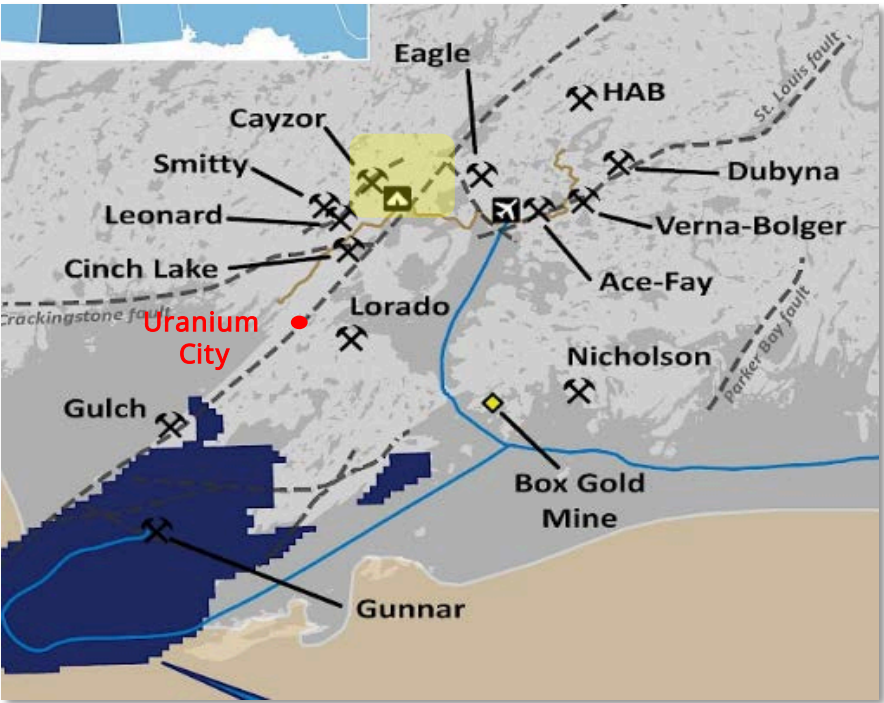 Eagle
HAB
St. Louis fault
Cayzor
Smitty
Dubyna
Leonard
Verna-Bolger
Cinch Lake
Ace-Fay
Lorado
Crackingstone fault
Uranium
City
Parker Bay fault
Nicholson
Gulch
Box Gold
Mine
Gunnar